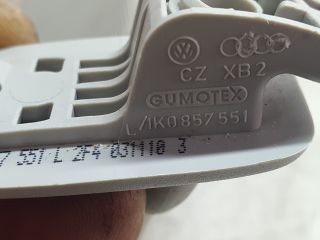 CZ XB2
GUMOTEX
L/1K0857551
7 551 L 2F4 031110 3